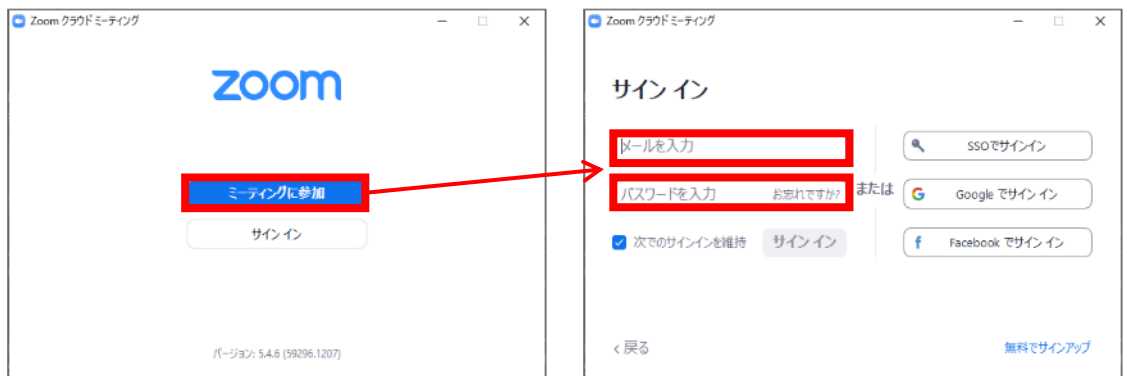 Zoom クラウド ミーティング
zoom
ミーティングに参加
サイン イン
バージョン: 5.4.6 (59296.1207)
Zoom クラウド ミーティング
サイン イン
メールを入力
パスワードを入力 お忘れですか?
次でのサインインを維持 サイン イン
または
SSOでサインイン
Google でサイン イン
Facebook でサイン イン
< 戻る
無料でサインアップ